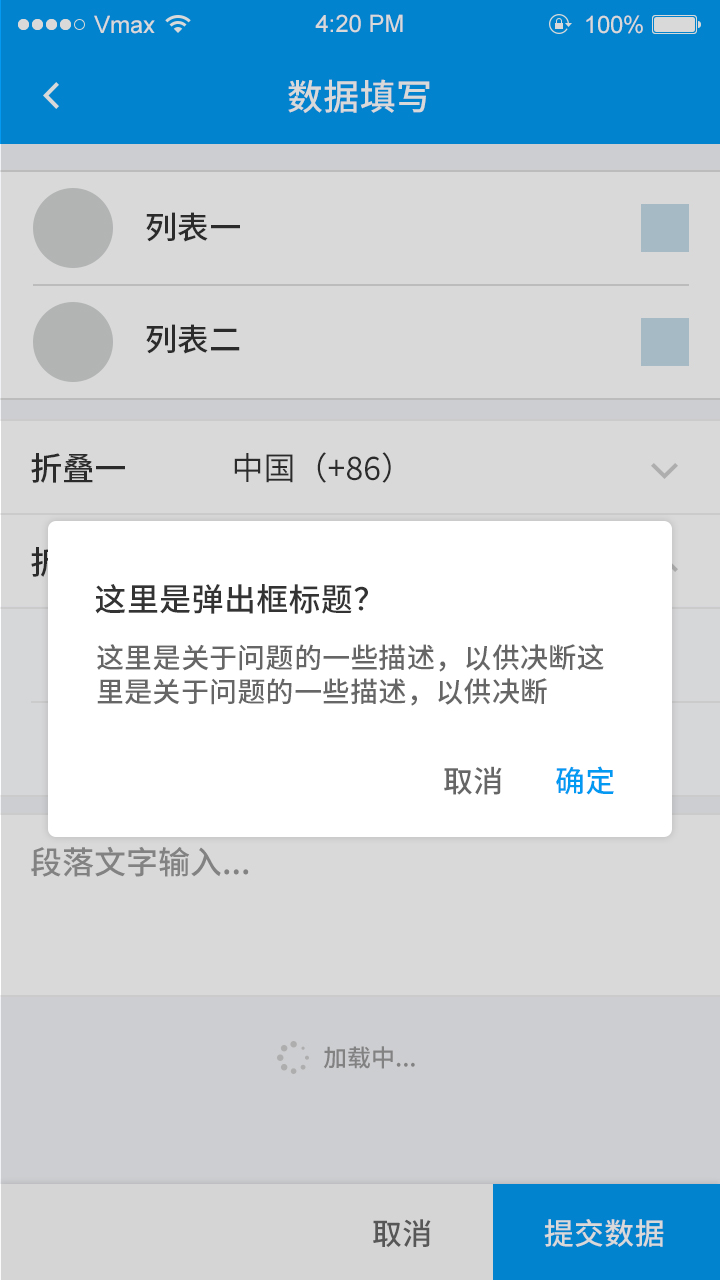 Vmax 4:20 PM 100%
数据填写
列表一
列表二
折叠一 中国（+86）
这里是弹出框标题？
这里是关于问题的一些描述，以供决断这
里是关于问题的一些描述，以供决断
取消 确定
段落文字输入...
加载中...
取消 提交数据